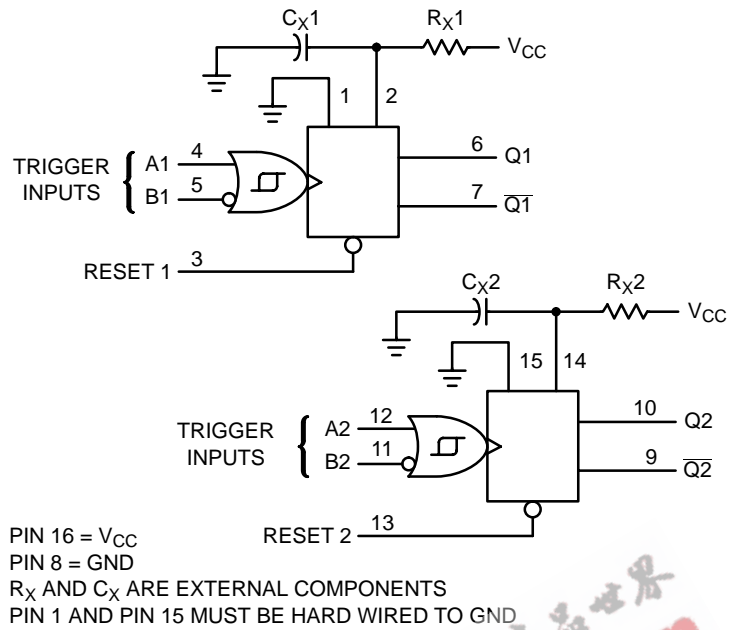 CX1
RX1
VCC
1
2
TRIGGER
INPUTS
A1
4
B1
5
6
Q1
7
Q1
RESET 1
3
CX2
RX2
VCC
15
14
TRIGGER
INPUTS
A2
12
B2
11
10
Q2
9
Q2
RESET 2
13
PIN 16 = VCC
PIN 8 = GND
RX AND CX ARE EXTERNAL COMPONENTS
PIN 1 AND PIN 15 MUST BE HARD WIRED TO GND